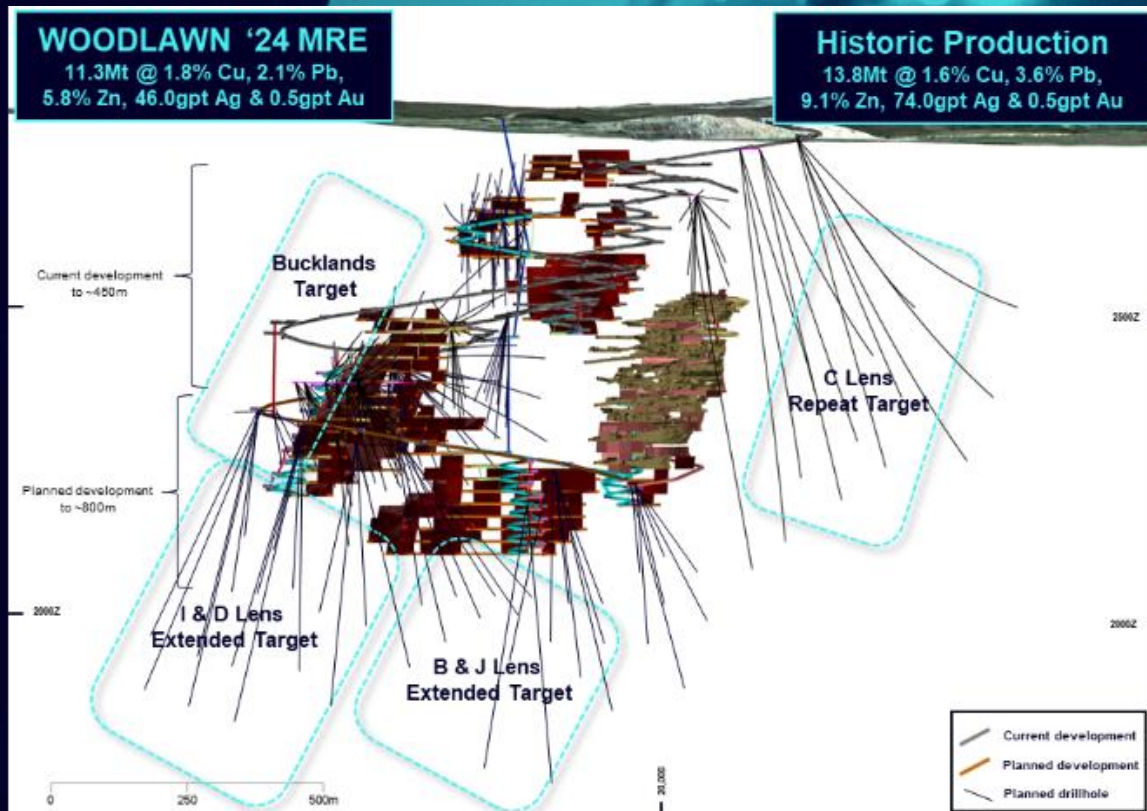 WOODLAWN ‘24 MRE
11.3Mt @ 1.8% Cu, 2.1% Pb,
5.8% Zn, 46.0gpt Ag & 0.5gpt Au
Historic Production
13.8Mt @ 1.6% Cu, 3.6% Pb,
9.1% Zn, 74.0gpt Ag & 0.5gpt Au
Bucklands
Target
Current development
to ~450m
2500Z
C Lens
Repeat Target
Planned development
to ~800m
2000Z
2000Z
I & D Lens
Extended Target
B & J Lens
Extended Target
Current development
Planned development
Planned drillhole
0
250
500m
20,000